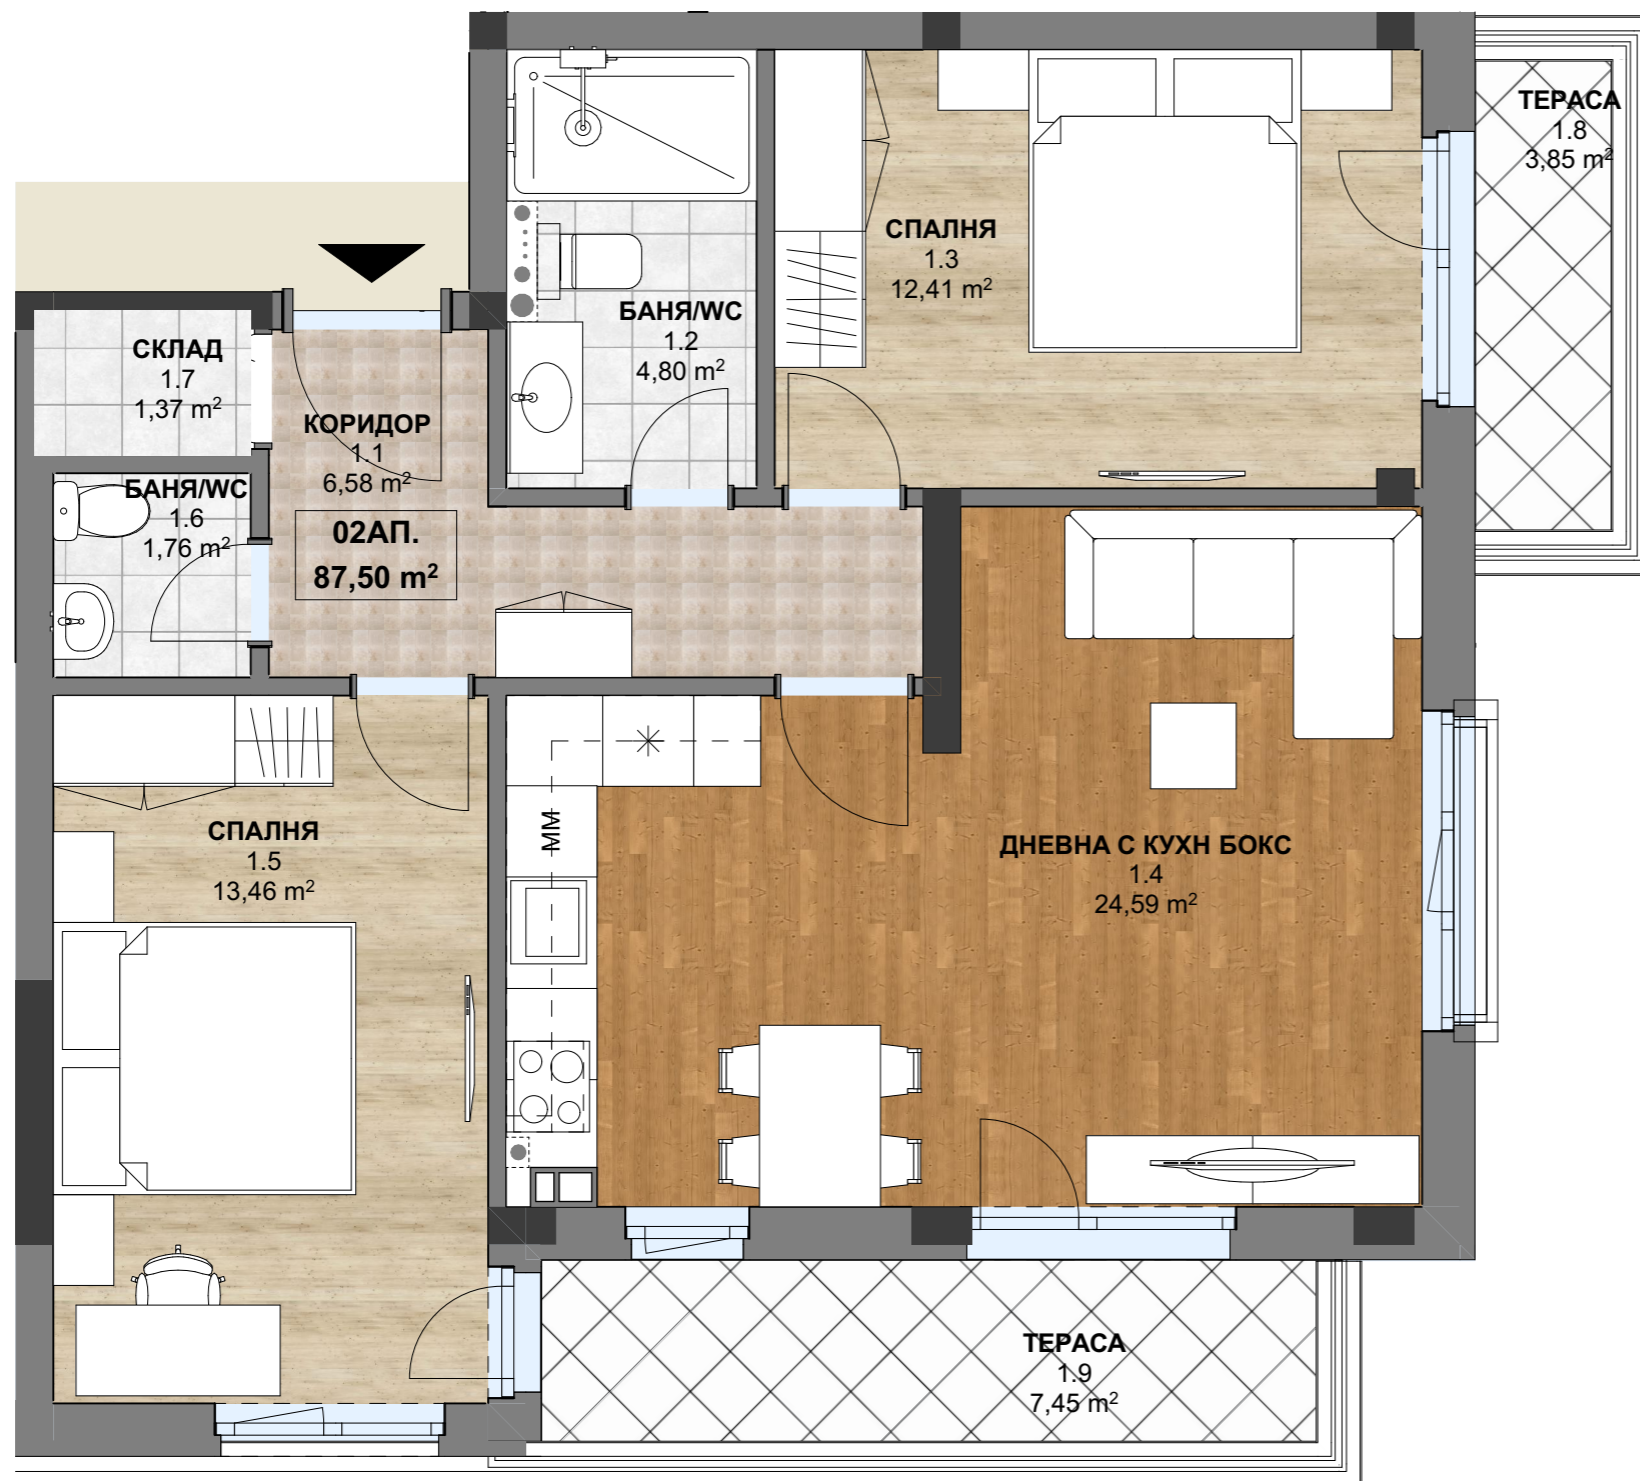 ТЕРАСА
1.8
3,85 m²
СПАЛНЯ
1.3
12,41 m²
БАНЯ/WC
1.2
4,80 m²
СКЛАД
1.7
1,37 m²
КОРИДОР
1.1
6,58 m²
БАНЯ/WC
1.6
1,76 m²
02АП.
87,50 m²
СПАЛНЯ
1.5
13,46 m²
ММ
ДНЕВНА С КУХН БОКС
1.4
24,59 m²
ТЕРАСА
1.9
7,45 m²